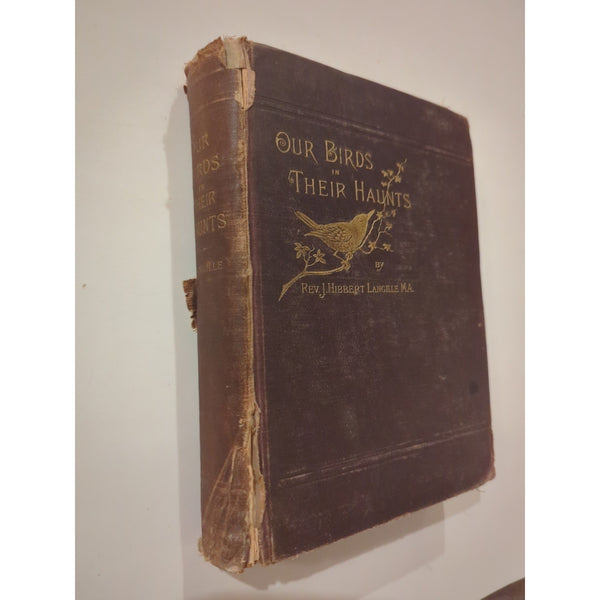 OUR BIRDS
IN
THEIR HAUNTS
BY
REV. J. HIBBERT LANGILLE M.A.
OUR
BIRDS
IN
THEIR
HAUNTS